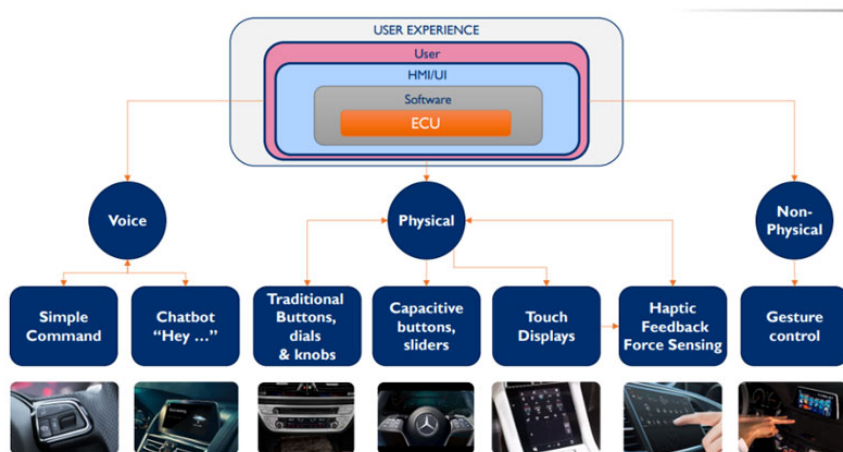 USER EXPERIENCE
User
HMI/UI
Software
ECU
Voice
Physical
Non-
Physical
Simple
Command
Chatbot
“Hey ...”
Traditional
Buttons,
dials
& knobs
Capacitive
buttons,
sliders
Touch
Displays
Haptic
Feedback
Force Sensing
Gesture
control